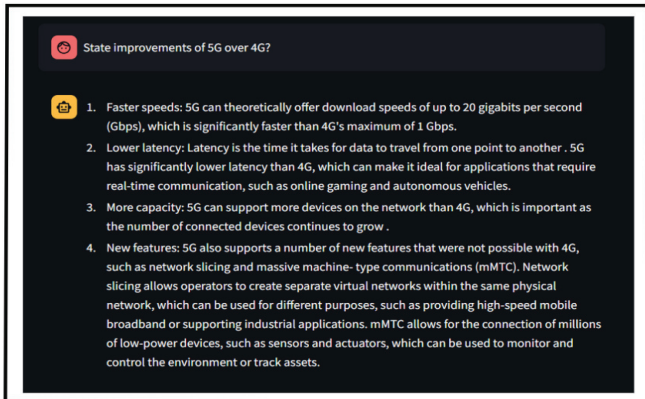 State improvements of 5G over 4G?
1. Faster speeds: 5G can theoretically offer download speeds of up to 20 gigabits per second
(Gbps), which is significantly faster than 4G's maximum of 1 Gbps.
2. Lower latency: Latency is the time it takes for data to travel from one point to another . 5G
has significantly lower latency than 4G, which can make it ideal for applications that require
real-time communication, such as online gaming and autonomous vehicles.
3. More capacity: 5G can support more devices on the network than 4G, which is important as
the number of connected devices continues to grow .
4. New features: 5G also supports a number of new features that were not possible with 4G,
such as network slicing and massive machine- type communications (mMTC). Network
slicing allows operators to create separate virtual networks within the same physical
network, which can be used for different purposes, such as providing high-speed mobile
broadband or supporting industrial applications. mMTC allows for the connection of millions
of low-power devices, such as sensors and actuators, which can be used to monitor and
control the environment or track assets.